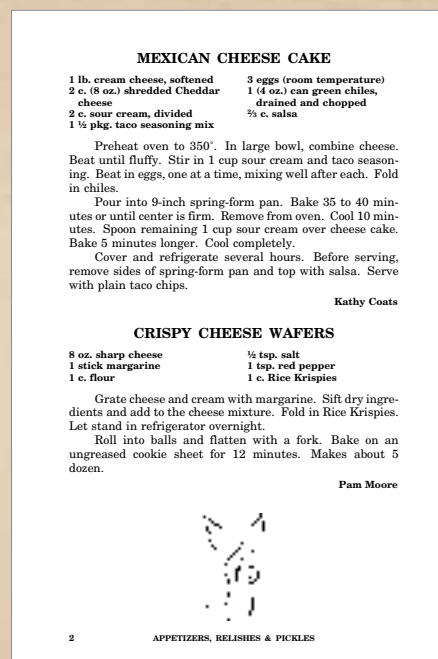 MEXICAN CHEESE CAKE
1 lb. cream cheese, softened
2 c. (8 oz.) shredded Cheddar
cheese
2 c. sour cream, divided
1 ½ pkg. taco seasoning mix
3 eggs (room temperature)
1 (4 oz.) can green chiles,
drained and chopped
⅔ c. salsa
Preheat oven to 350°. In large bowl, combine cheese.
Beat until fluffy. Stir in 1 cup sour cream and taco season-
ing. Beat in eggs, one at a time, mixing well after each. Fold
in chiles.
Pour into 9-inch spring-form pan. Bake 35 to 40 min-
utes or until center is firm. Remove from oven. Cool 10 min-
utes. Spoon remaining 1 cup sour cream over cheese cake.
Bake 5 minutes longer. Cool completely.
Cover and refrigerate several hours. Before serving,
remove sides of spring-form pan and top with salsa. Serve
with plain taco chips.
Kathy Coats
CRISPY CHEESE WAFERS
8 oz. sharp cheese
1 stick margarine
1 c. flour
½ tsp. salt
1 tsp. red pepper
1 c. Rice Krispies
Grate cheese and cream with margarine. Sift dry ingre-
dients and add to the cheese mixture. Fold in Rice Krispies.
Let stand in refrigerator overnight.
Roll into balls and flatten with a fork. Bake on an
ungreased cookie sheet for 12 minutes. Makes about 5
dozen.
Pam Moore
2
APPETIZERS, RELISHES & PICKLES